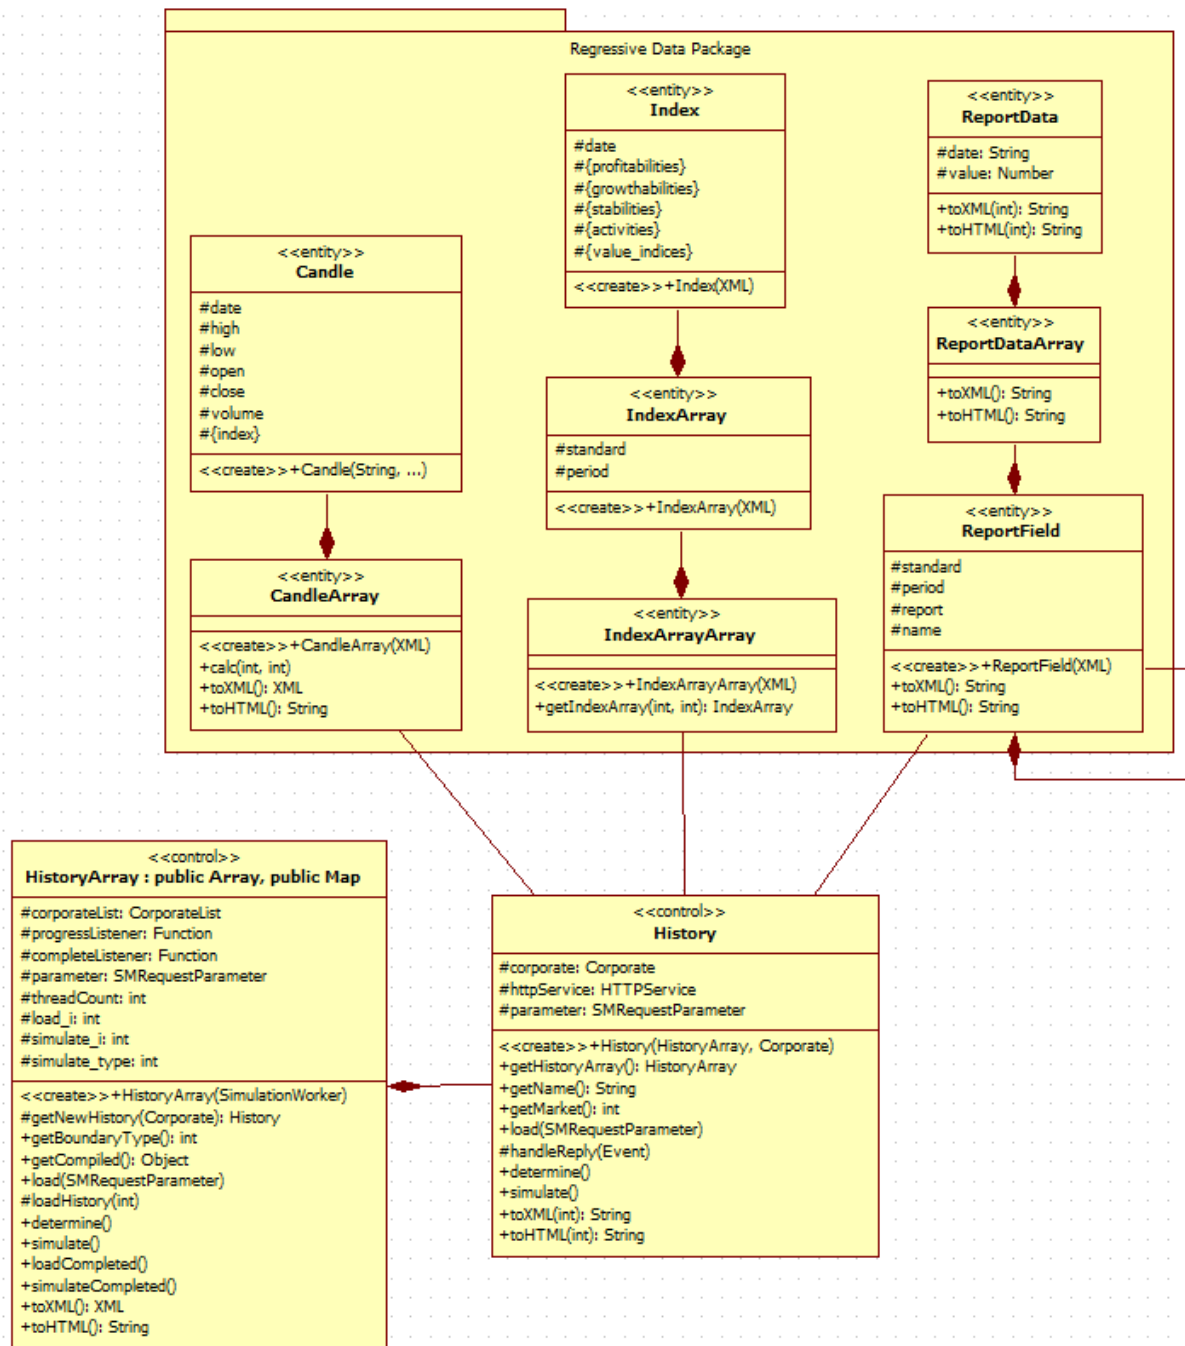 Regressive Data Package
<<entity>>
Index
#date
#{profitabilities}
#{growthabilities}
#{stabilities}
#{activities}
#{value_indices}
<<create>>+Index(XML)
<<entity>>
ReportData
#date: String
#value: Number
+toXML(int): String
+toHTML(int): String
<<entity>>
Candle
#date
#high
#low
#open
#close
#volume
#{index}
<<create>>+Candle(String, ...)
<<entity>>
ReportDataArray
+toXML(): String
+toHTML(): String
<<entity>>
IndexArray
#standard
#period
<<create>>+IndexArray(XML)
<<entity>>
ReportField
#standard
#period
#report
#name
<<create>>+ReportField(XML)
+toXML(): String
+toHTML(): String
<<entity>>
CandleArray
<<create>>+CandleArray(XML)
+calc(int, int)
+toXML(): XML
+toHTML(): String
<<entity>>
IndexArrayArray
<<create>>+IndexArrayArray(XML)
+getIndexArray(int, int): IndexArray
<<control>>
HistoryArray : public Array, public Map
#corporateList: CorporateList
#progressListener: Function
#completeListener: Function
#parameter: SMRequestParameter
#threadCount: int
#load_i: int
#simulate_i: int
#simulate_type: int
<<create>>+HistoryArray(SimulationWorker)
#getNewHistory(Corporate): History
+getBoundaryType(): int
+getCompiled(): Object
+load(SMRequestParameter)
#loadHistory(int)
+determine()
+simulate()
+loadCompleted()
+simulateCompleted()
+toXML(): XML
+toHTML(): String
<<control>>
History
#corporate: Corporate
#httpService: HTTPService
#parameter: SMRequestParameter
<<create>>+History(HistoryArray, Corporate)
+getHistoryArray(): HistoryArray
+getName(): String
+getMarket(): int
+load(SMRequestParameter)
#handleReply(Event)
+determine()
+simulate()
+toXML(int): String
+toHTML(int): String